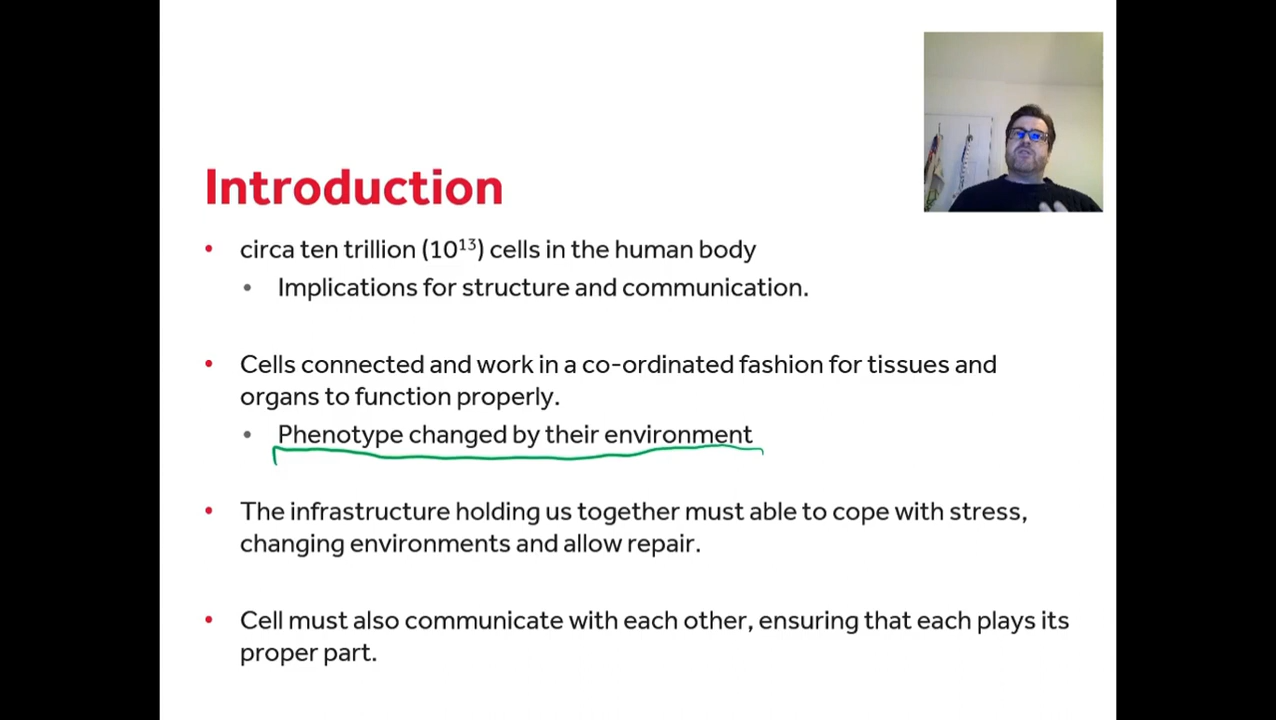 Introduction
• circa ten trillion (10¹³) cells in the human body
• Implications for structure and communication.
• Cells connected and work in a co-ordinated fashion for tissues and
organs to function properly.
• Phenotype changed by their environment
• The infrastructure holding us together must able to cope with stress,
changing environments and allow repair.
• Cell must also communicate with each other, ensuring that each plays its
proper part.